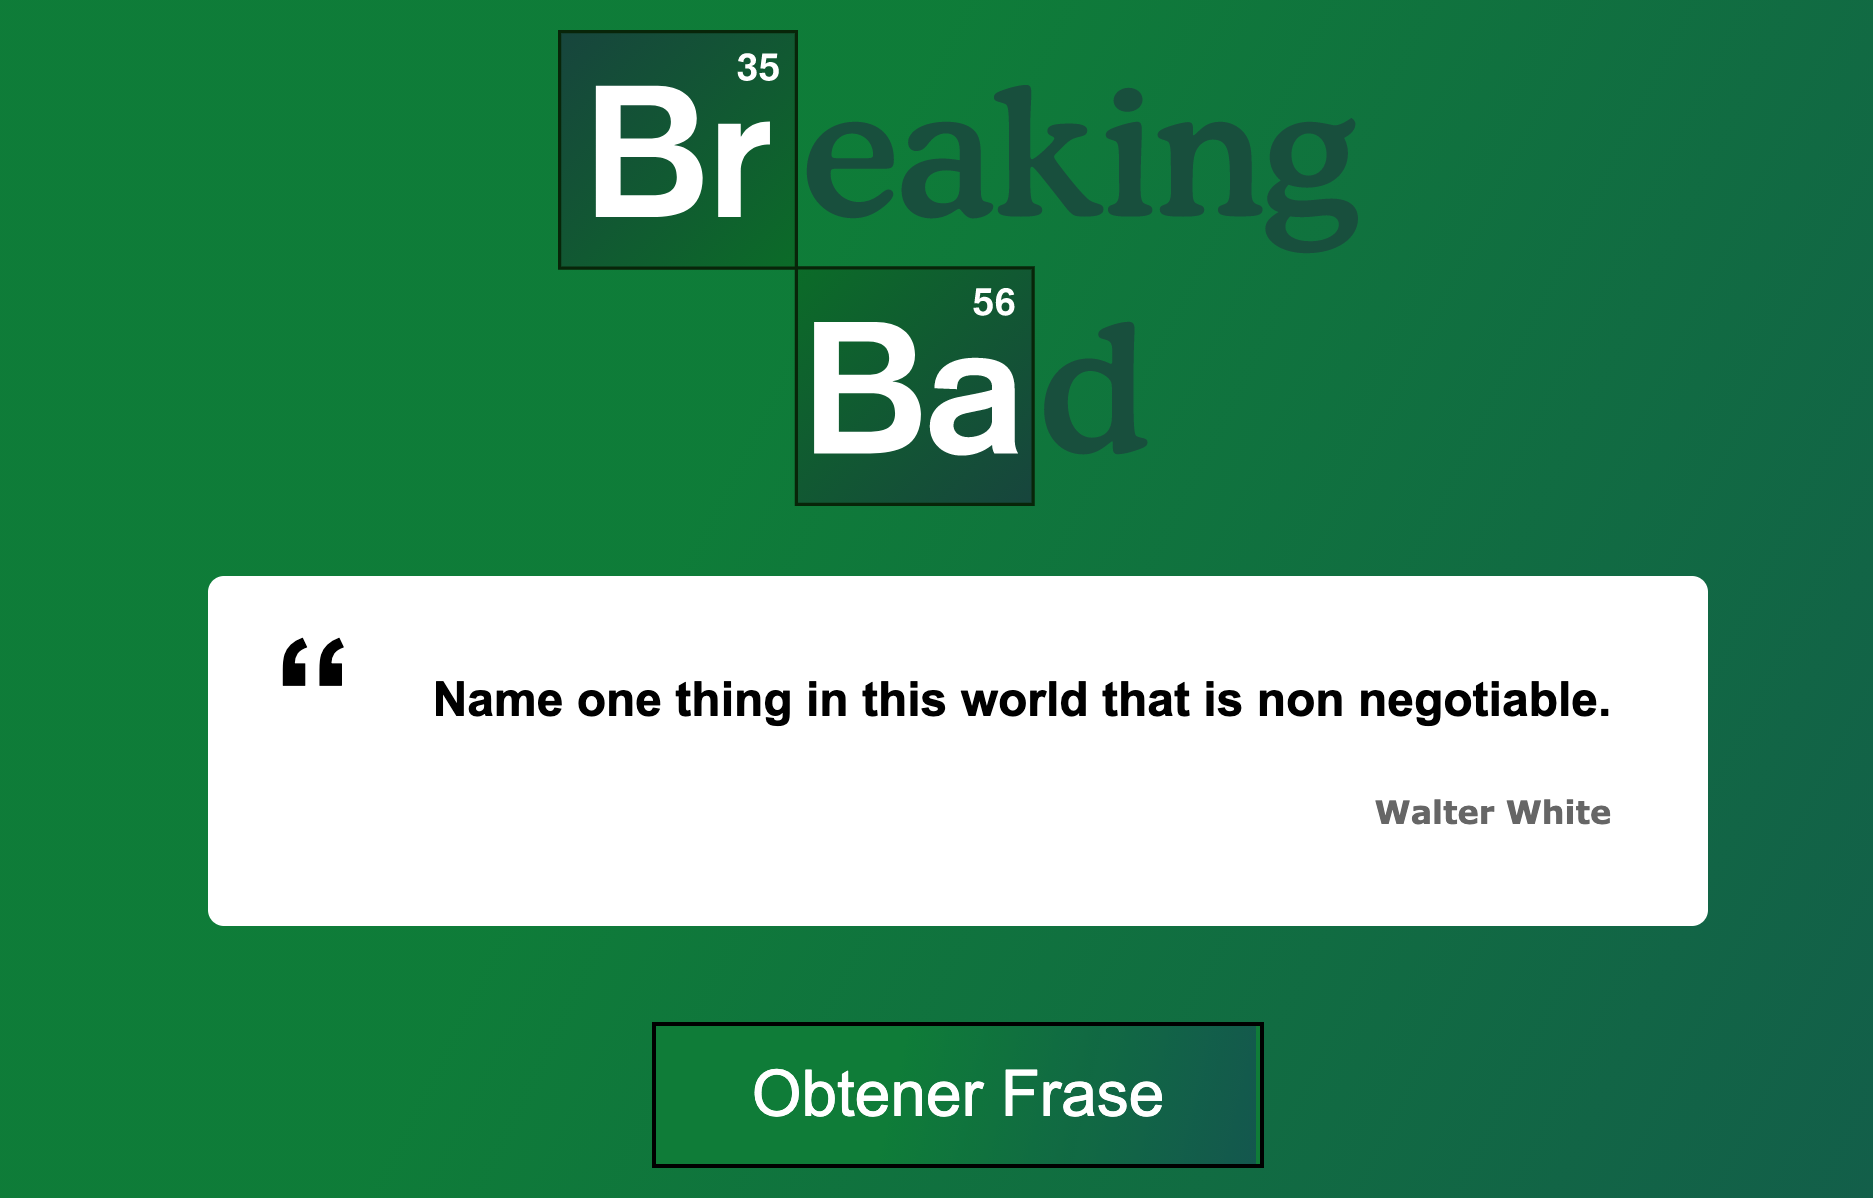 35
Breaking
56
Bad
“ Name one thing in this world that is non negotiable.
Walter White
Obtener Frase